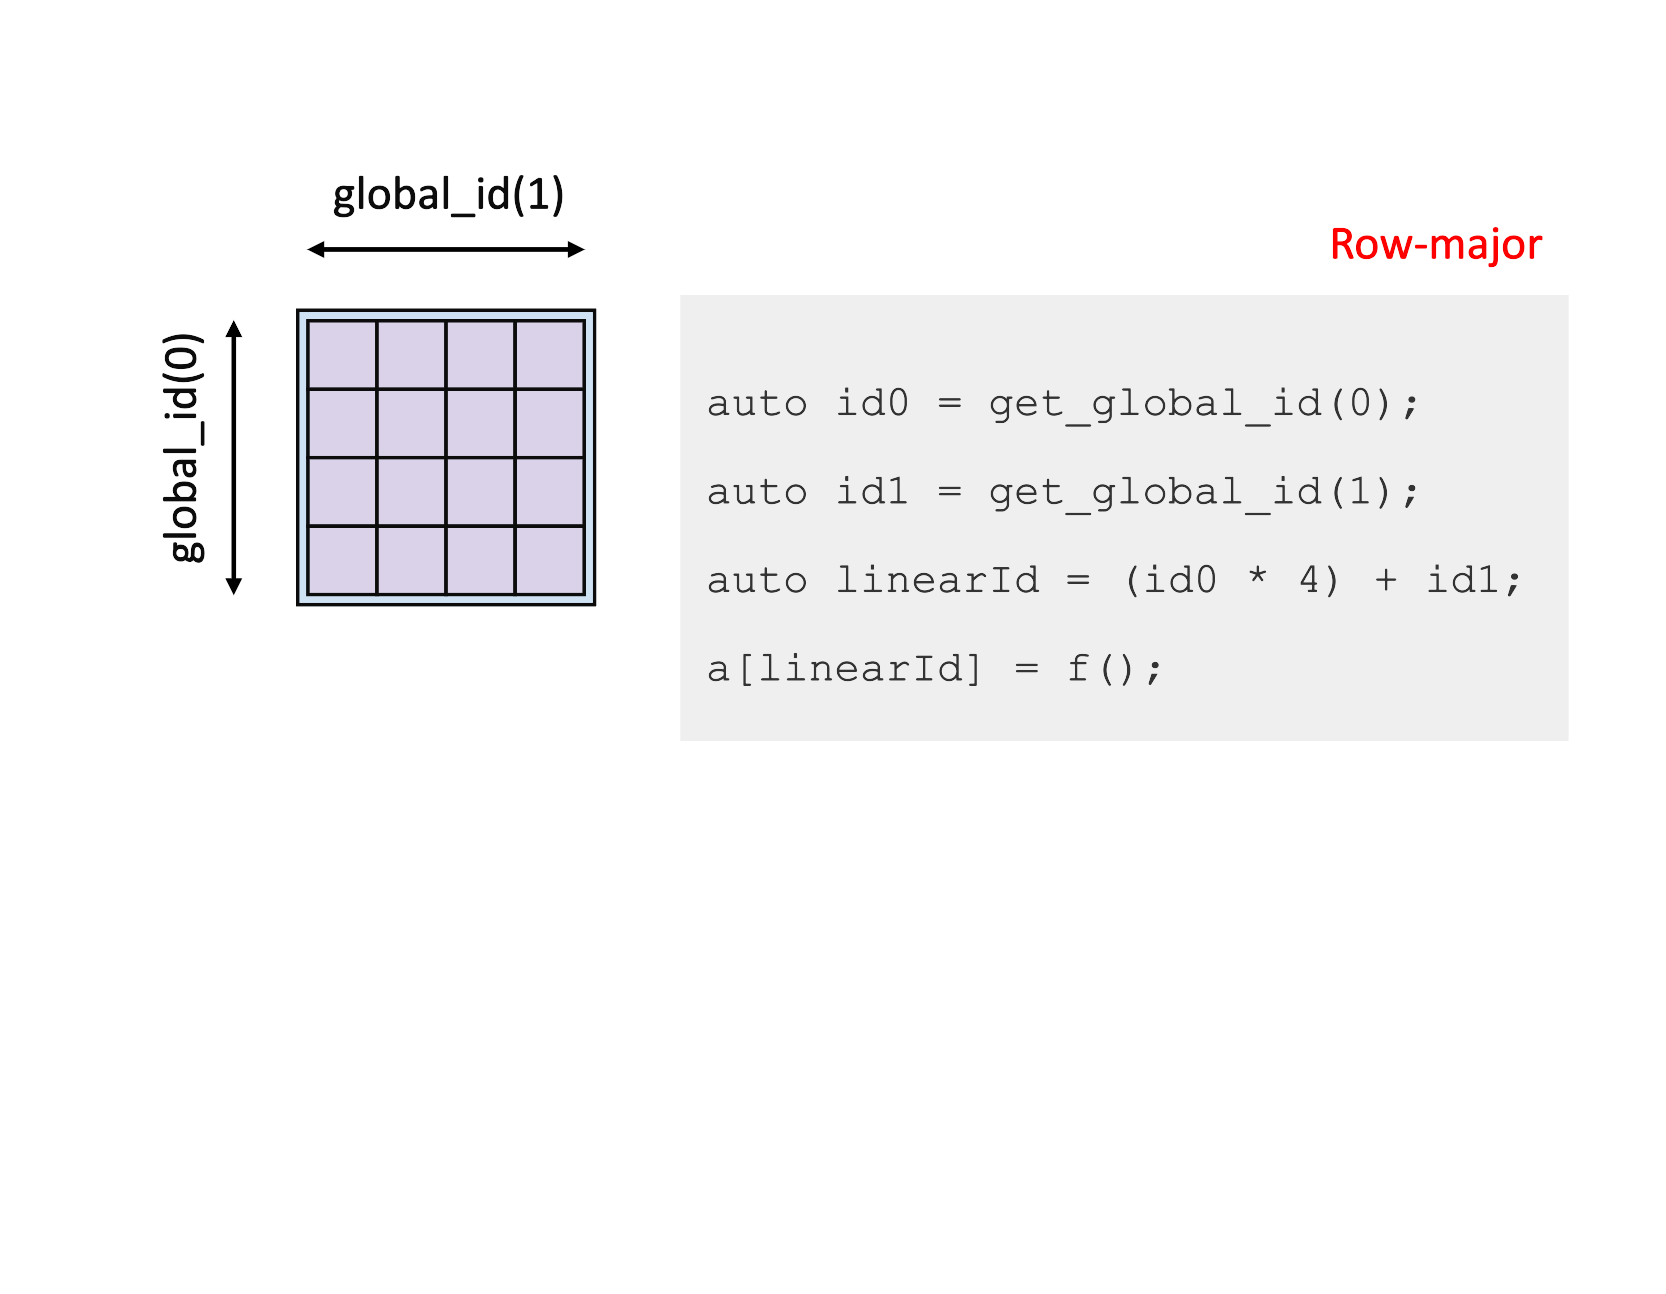 global_id(1)
global_id(0)
Row-major
auto id0 = get_global_id(0);
auto id1 = get_global_id(1);
auto linearId = (id0 * 4) + id1;
a[linearId] = f();